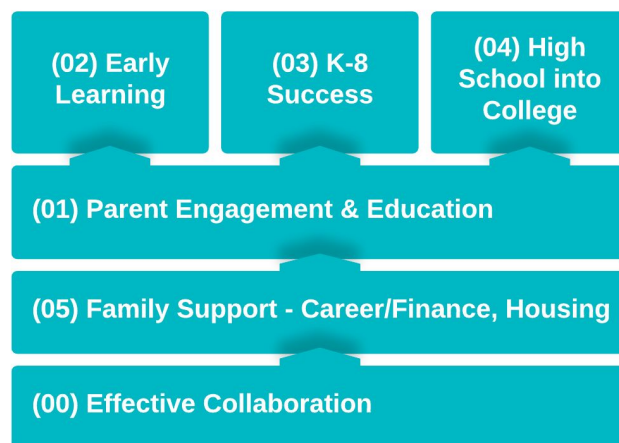 (02) Early
Learning
(03) K-8
Success
(04) High
School into
College
(01) Parent Engagement & Education
(05) Family Support - Career/Finance, Housing
(00) Effective Collaboration